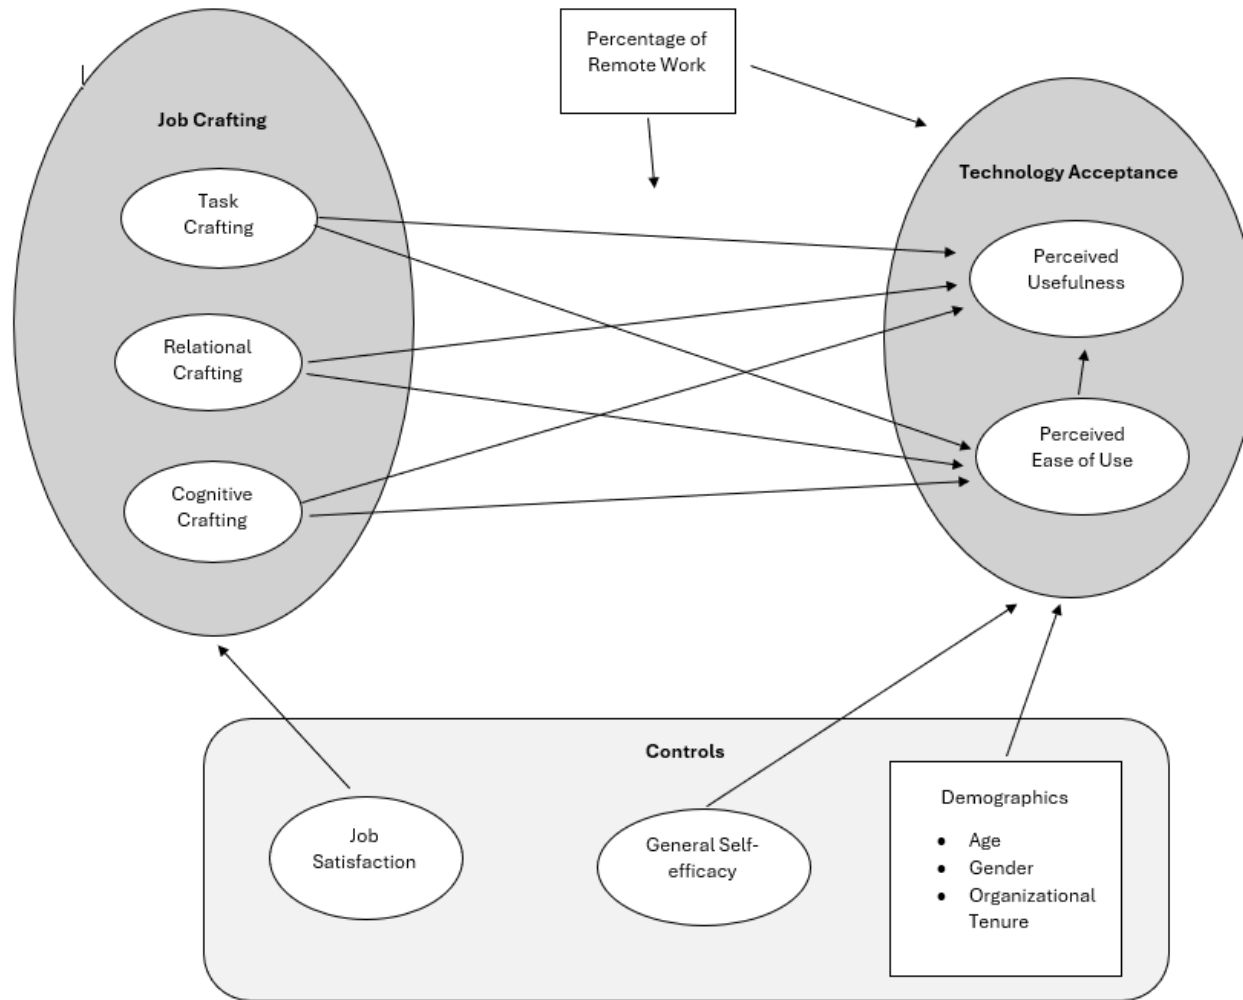 Percentage of
Remote Work
Job Crafting
Technology Acceptance
Task
Crafting
Perceived
Usefulness
Relational
Crafting
Perceived
Ease of Use
Cognitive
Crafting
Controls
Job
Satisfaction
General Self-
efficacy
Demographics
• Age
• Gender
• Organizational
Tenure